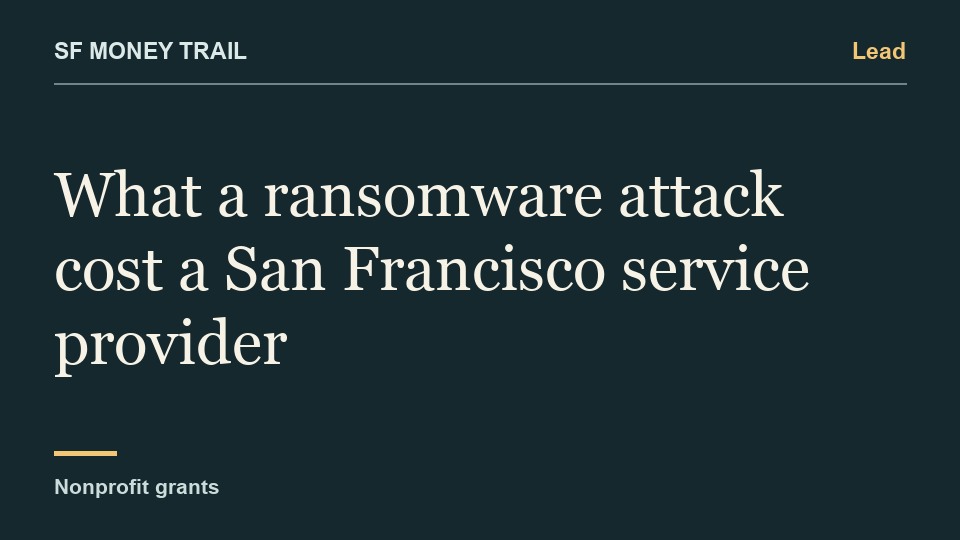 SF MONEY TRAIL
Lead
What a ransomware attack
cost a San Francisco service
provider
Nonprofit grants